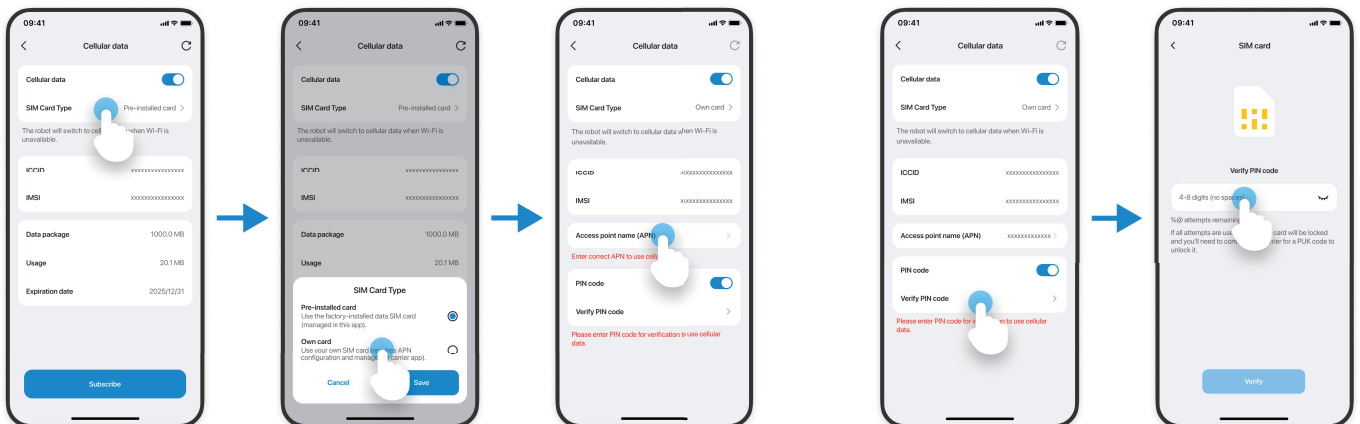 09:41
Cellular data
Cellular data
SIM Card Type Pre-installed card
The robot will switch to when Wi-Fi is
unavailable.
ICCID xxxxxxxxxxxxxxxx
IMSI xxxxxxxxxxxxxxxx
Data package 1000.0 MB
Usage 20.1 MB
Expiration date 2025/12/31
Subscribe
09:41
Cellular data
Cellular data
SIM Card Type Pre-installed card
The robot will switch to cellular data when Wi-Fi is
unavailable.
ICCID xxxxxxxxxxxxxxxx
IMSI xxxxxxxxxxxxxxxx
Data package 1000.0 MB
Usage 20.1 MB
SIM Card Type
Pre-installed card
Use the factory-installed data SIM card
(managed in this app).
Own card
Use your own SIM card APN
configuration and carrier app).
Cancel Save
09:41
Cellular data
Cellular data
SIM Card Type Own card
The robot will switch to cellular data when Wi-Fi is
unavailable.
ICCID xxxxxxxxxxxxxxxx
IMSI xxxxxxxxxxxxxxxx
Access point name (APN)
Enter correct APN to use
PIN code
Verify PIN code
Please enter PIN code for verification to use cellular
data.
09:41
Cellular data
Cellular data
SIM Card Type Own card
The robot will switch to cellular data when Wi-Fi is
unavailable.
ICCID xxxxxxxxxxxxxxxx
IMSI xxxxxxxxxxxxxxxx
Access point name (APN) xxxxxxxxxxxxx
PIN code
Verify PIN code
Please enter PIN code for verification to use cellular
data.
09:41
SIM card
Verify PIN code
4-8 digits (no spaces)
%@ attempts remaining
If all attempts are card will be locked
and you'll need to for a PUK code to
unlock it.
Verify